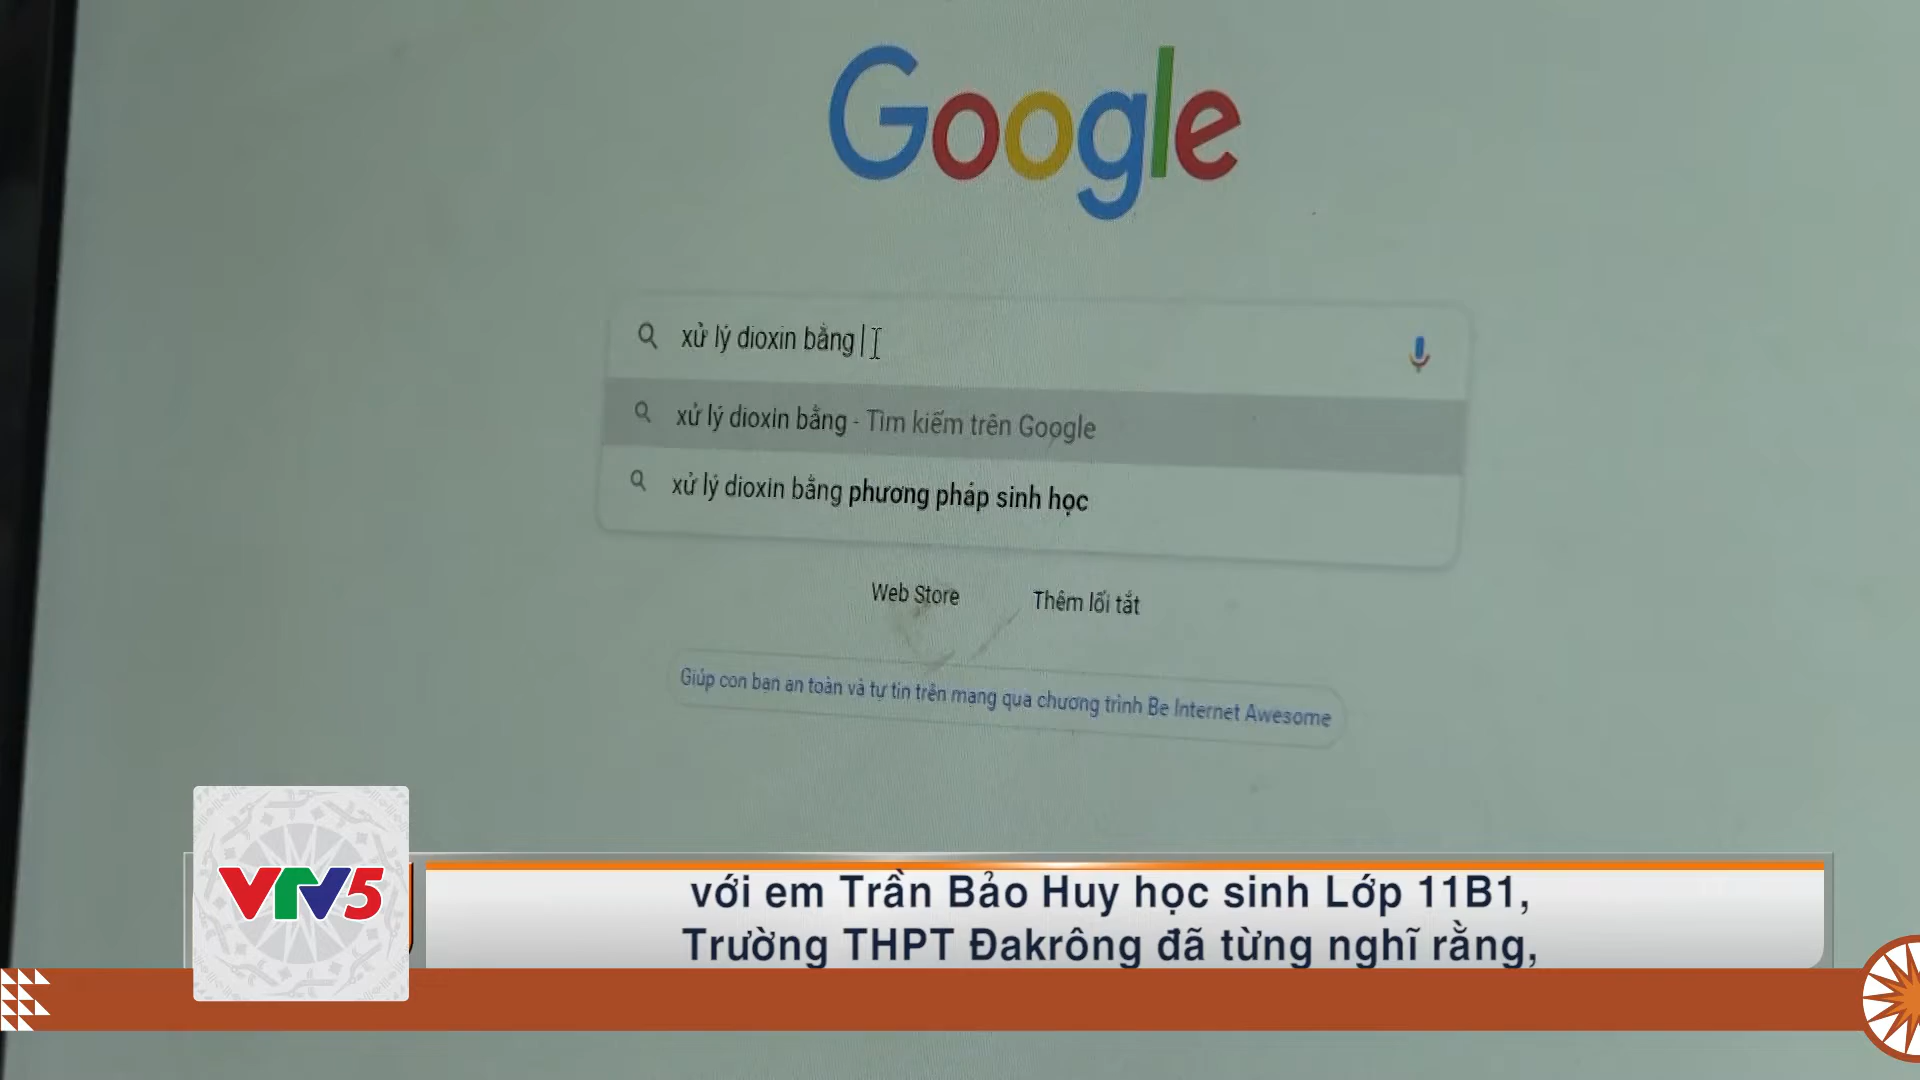 Google
xử lý dioxin bằng
xử lý dioxin bằng - Tìm kiếm trên Google
xử lý dioxin bằng phương pháp sinh học
Web Store Thêm lối tắt
Giúp con bạn an toàn và tự tin trên mạng qua chương trình Be Internet Awesome
VTV5
với em Trần Bảo Huy học sinh Lớp 11B1,
Trường THPT Đakrông đã từng nghĩ rằng,